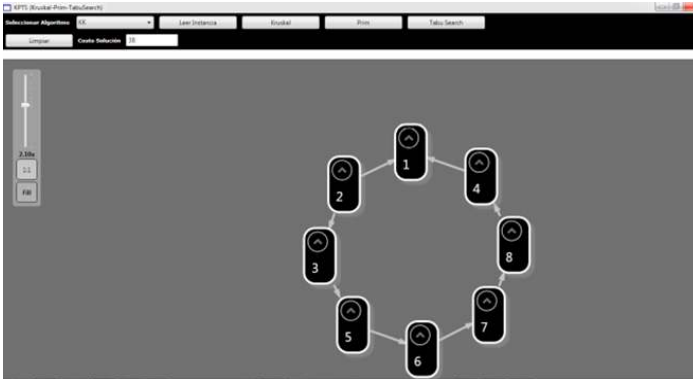 KPTS (Kruskal-Prim-TabuSearch)
Seleccionar Algoritmo KK Leer Instancia Kruskal Prim Tabu Search
Limpiar Costo Solución 38
1
2
4
2.10x
1:1
Fill
3
8
5
7
6